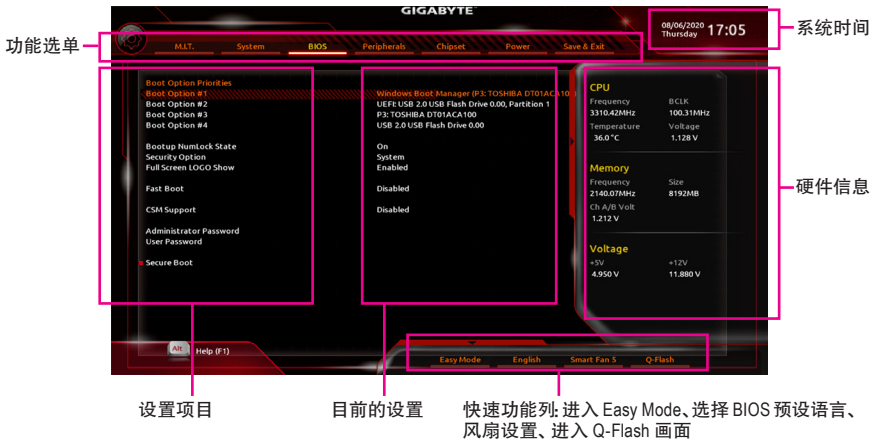 GIGABYTE
08/06/2020
Thursday
17:05
系统时间
功能选单
M.I.T.
System
BIOS
Peripherals
Chipset
Power
Save & Exit
Boot Option Priorities
Boot Option #1
Windows Boot Manager (P3: TOSHIBA DT01ACA100)
Boot Option #2
UEFI: USB 2.0 USB Flash Drive 0.00, Partition 1
Boot Option #3
P3: TOSHIBA DT01ACA100
Boot Option #4
USB 2.0 USB Flash Drive 0.00
Bootup NumLock State
On
Security Option
System
Full Screen LOGO Show
Enabled
Fast Boot
Disabled
CSM Support
Disabled
Administrator Password
User Password
Secure Boot
CPU
Frequency
BCLK
3310.42MHz
100.31MHz
Temperature
Voltage
36.0 °C
1.128 V
Memory
Frequency
Size
2140.07MHz
8192MB
Ch A/B Volt
1.212 V
Voltage
+5V
+12V
4.950 V
11.880 V
硬件信息
Alt
Help (F1)
Easy Mode
English
Smart Fan 5
Q-Flash
设置项目
目前的设置
快速功能列:进入 Easy Mode、选择 BIOS 预设语言、
风扇设置、进入 Q-Flash 画面